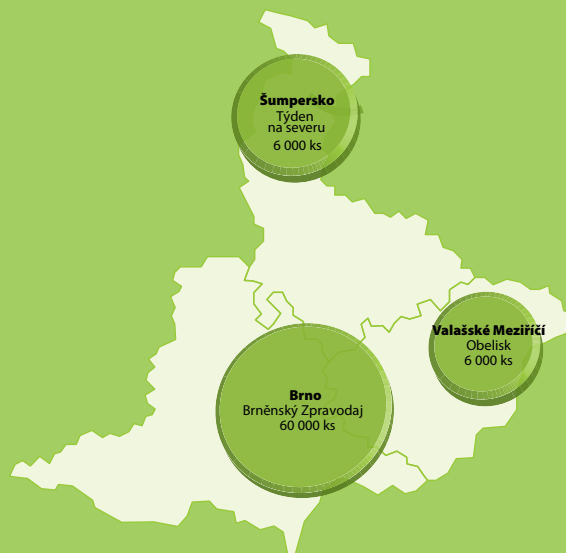 Šumpersko
Týden
na severu
6 000 ks
Valašské Meziříčí
Obelisk
6 000 ks
Brno
Brněnský Zpravodaj
60 000 ks